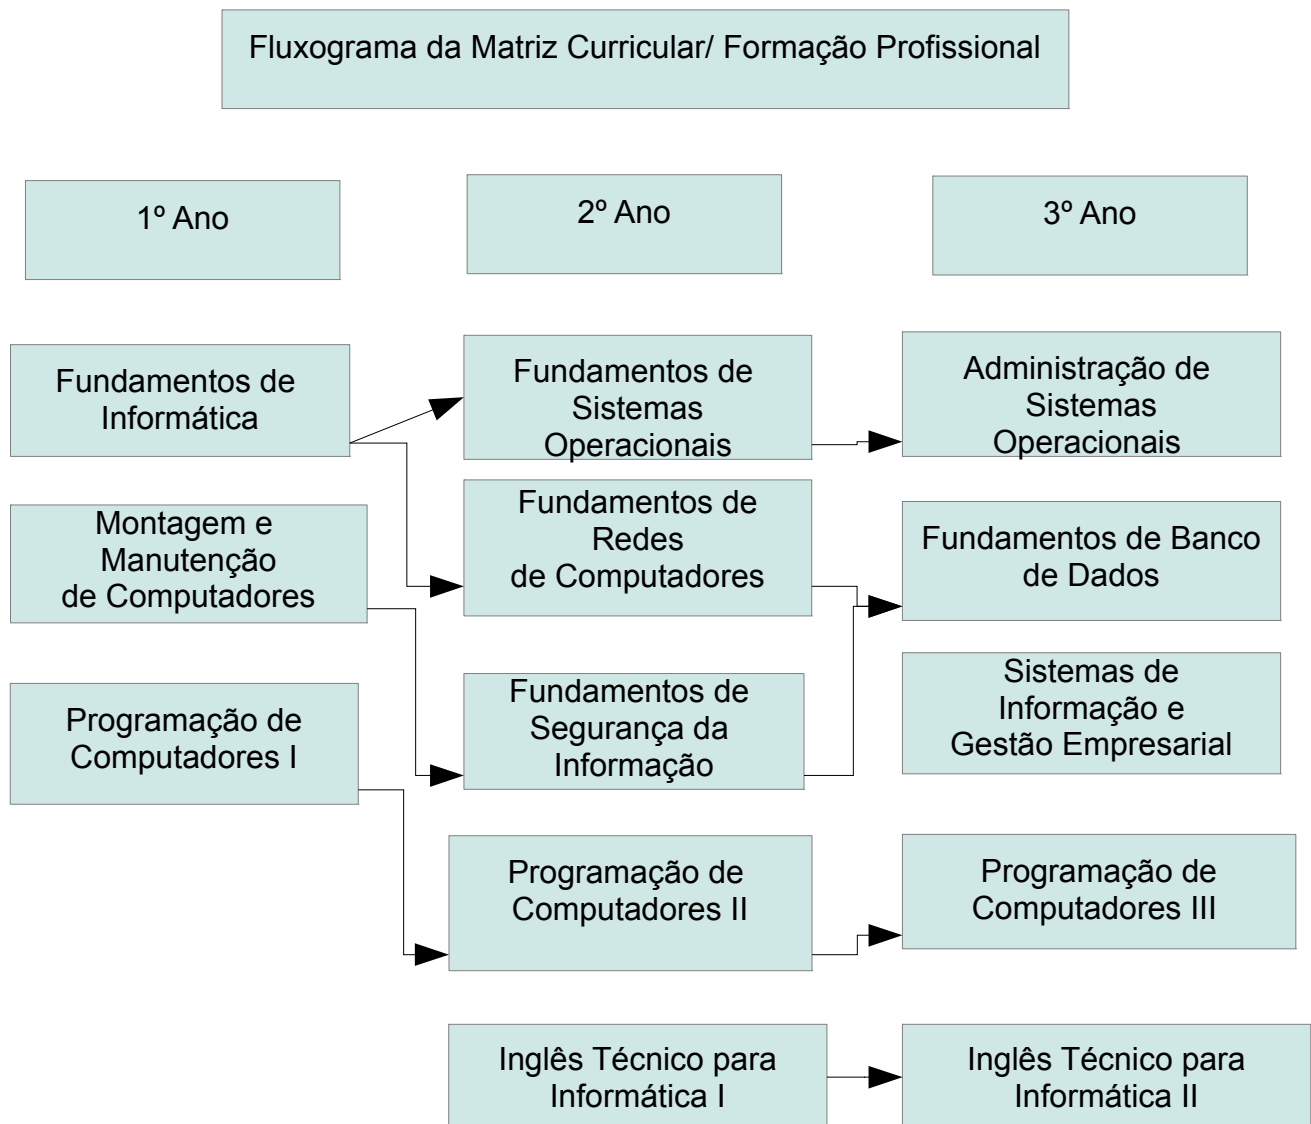 Fluxograma da Matriz Curricular/ Formação Profissional
1º Ano
2º Ano
3º Ano
Fundamentos de
Informática
Montagem e
Manutenção
de Computadores
Programação de
Computadores I
Fundamentos de
Sistemas
Operacionais
Fundamentos de
Redes
de Computadores
Fundamentos de
Segurança da
Informação
Programação de
Computadores II
Inglês Técnico para
Informática I
Administração de
Sistemas
Operacionais
Fundamentos de Banco
de Dados
Sistemas de
Informação e
Gestão Empresarial
Programação de
Computadores III
Inglês Técnico para
Informática II